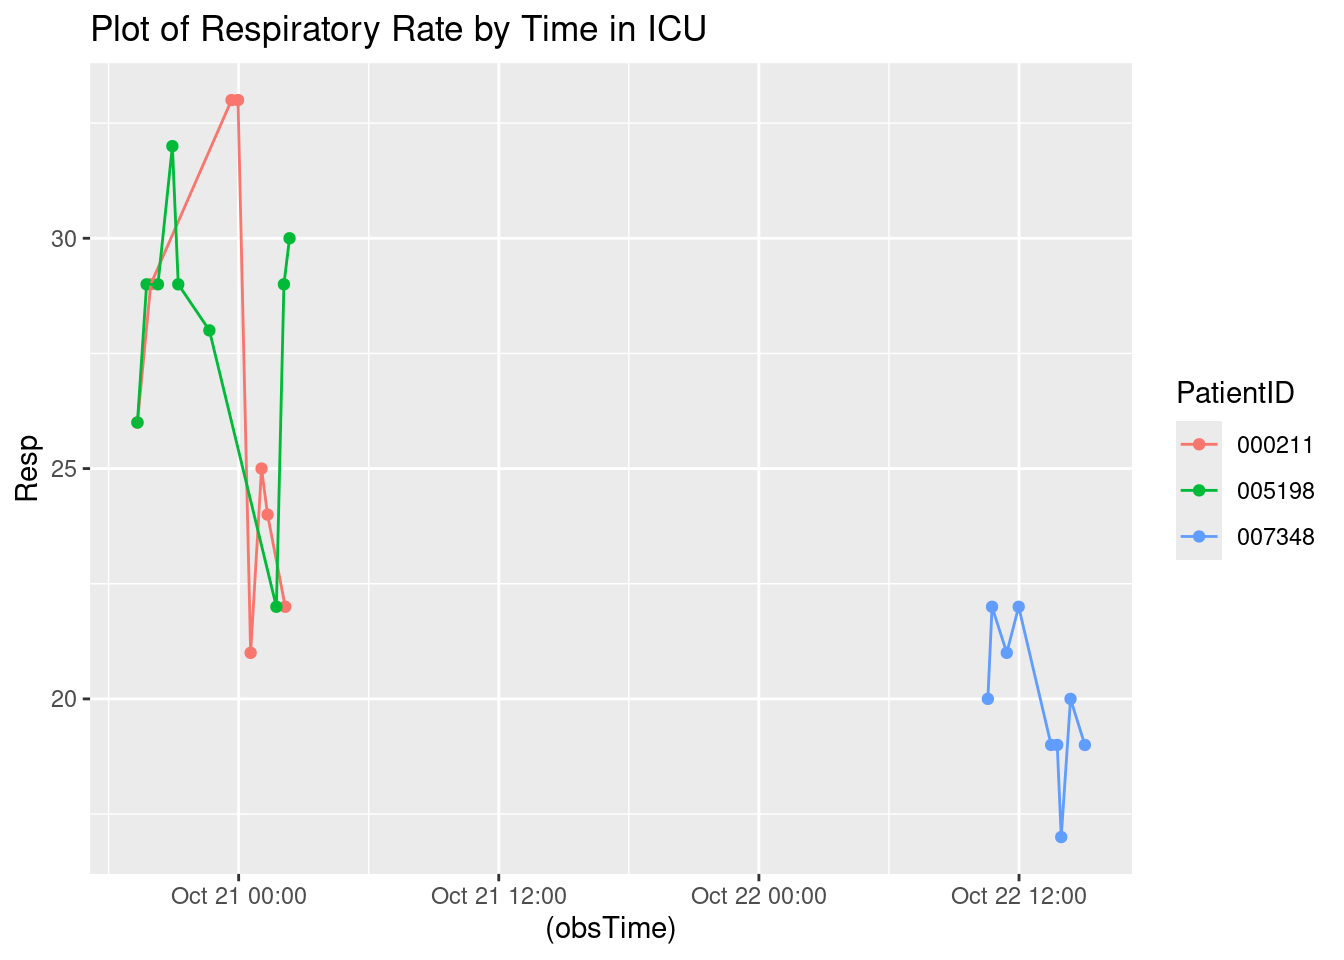 Plot of Respiratory Rate by Time in ICU
Resp
30
25
20
Oct 21 00:00 Oct 21 12:00 Oct 22 00:00 Oct 22 12:00
(obsTime)
PatientID
000211
005198
007348